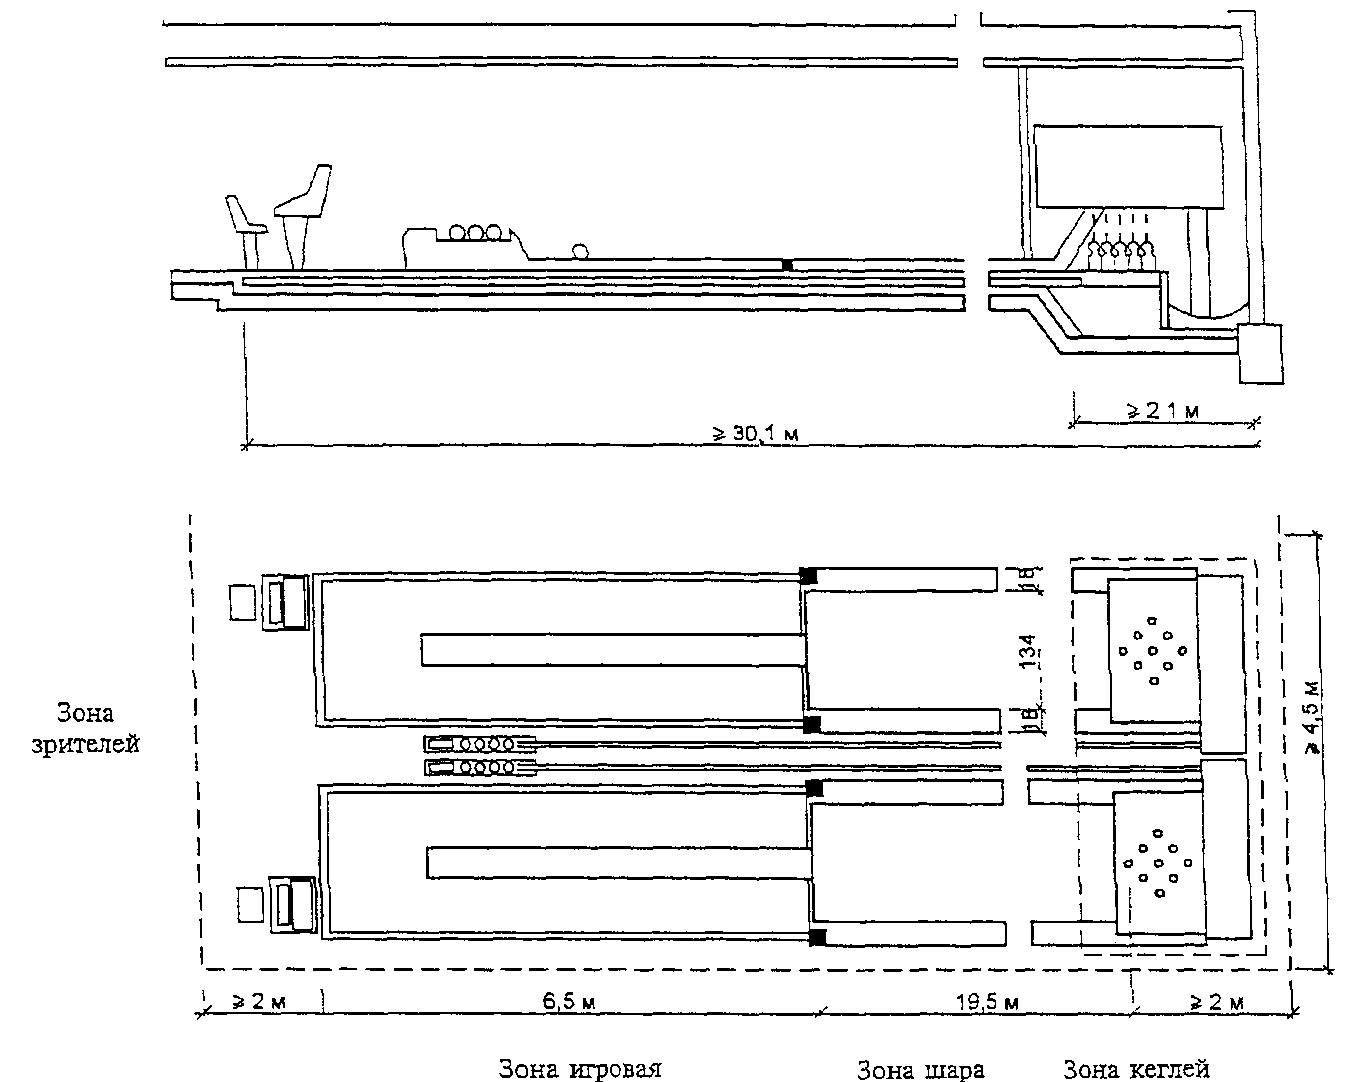 ⩾ 2 1 м
⩾ 30,1 м
18
134
18
⩾ 4,5 м
Зона
зрителей
⩾ 2 м
6,5 м
19,5 м
⩾ 2 м
Зона игровая
Зона шара
Зона кеглей